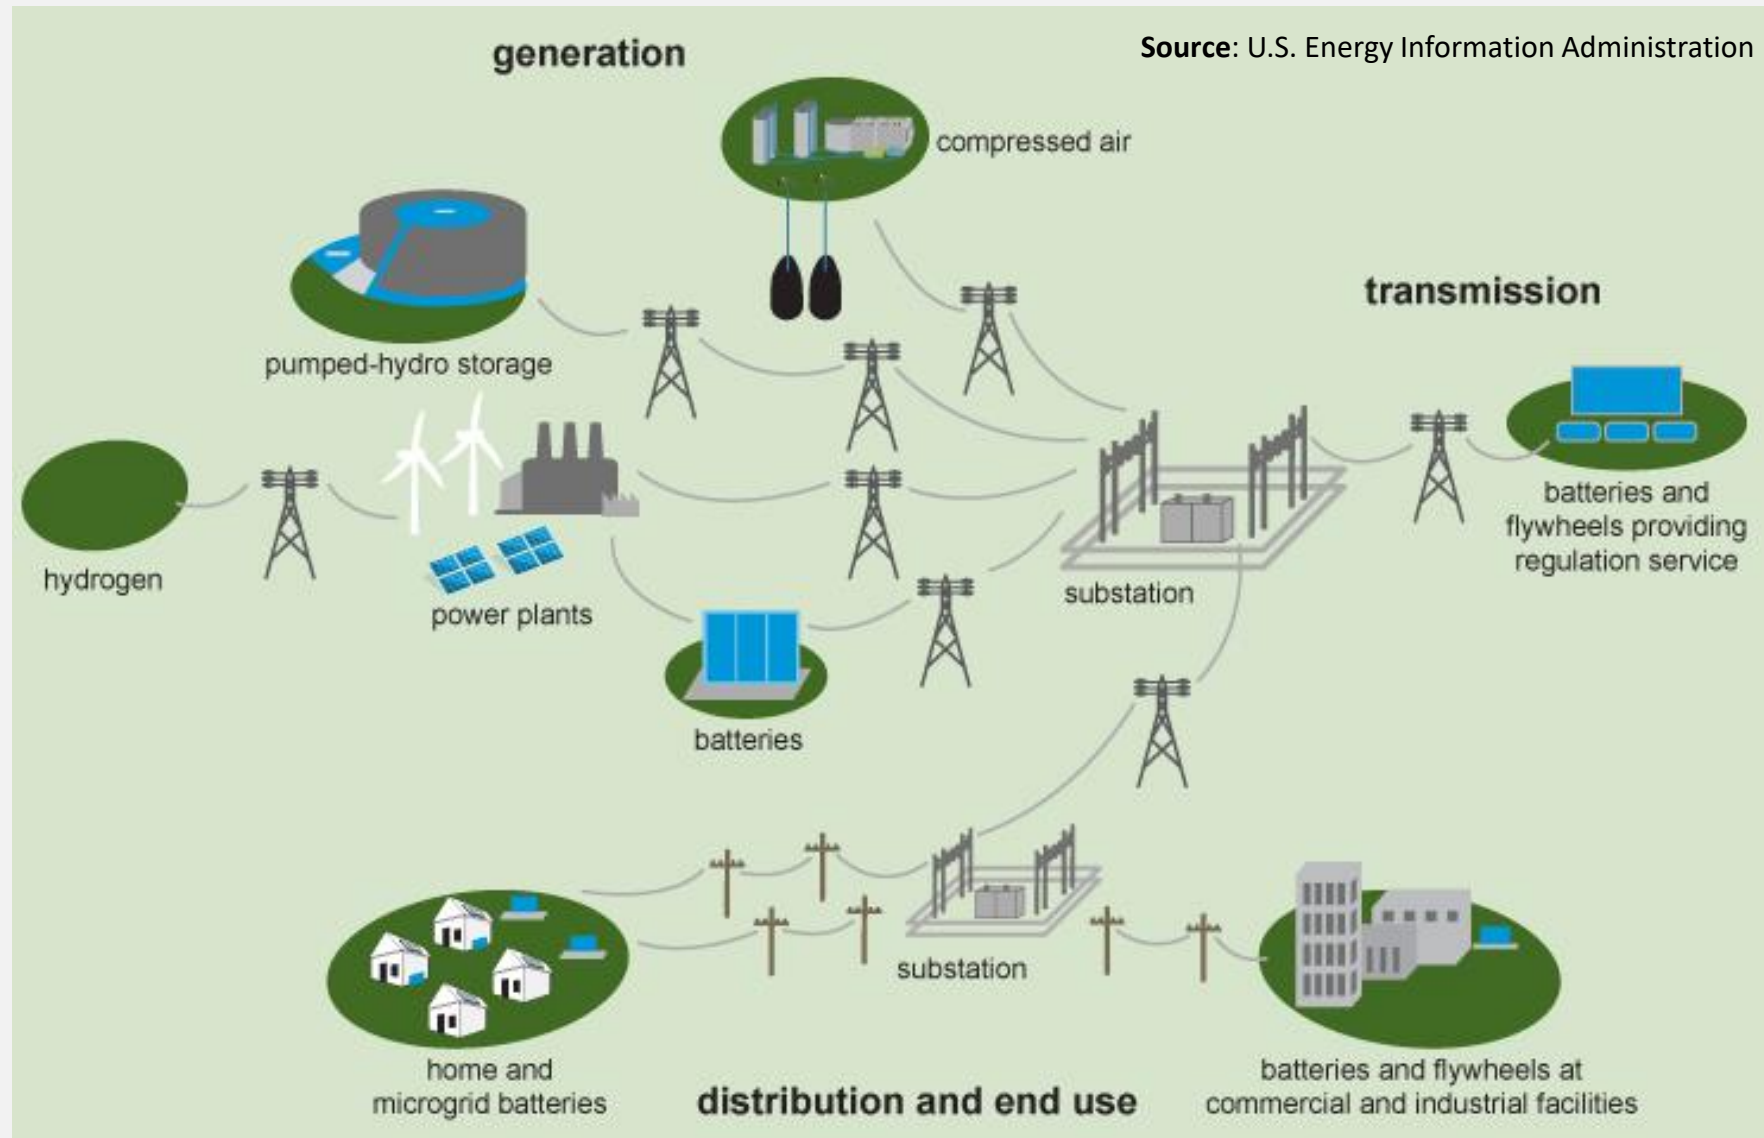 generation
Source: U.S. Energy Information Administration
compressed air
transmission
pumped-hydro storage
hydrogen
power plants
batteries and
flywheels providing
regulation service
substation
batteries
substation
home and
microgrid batteries
distribution and end use
batteries and flywheels at
commercial and industrial facilities